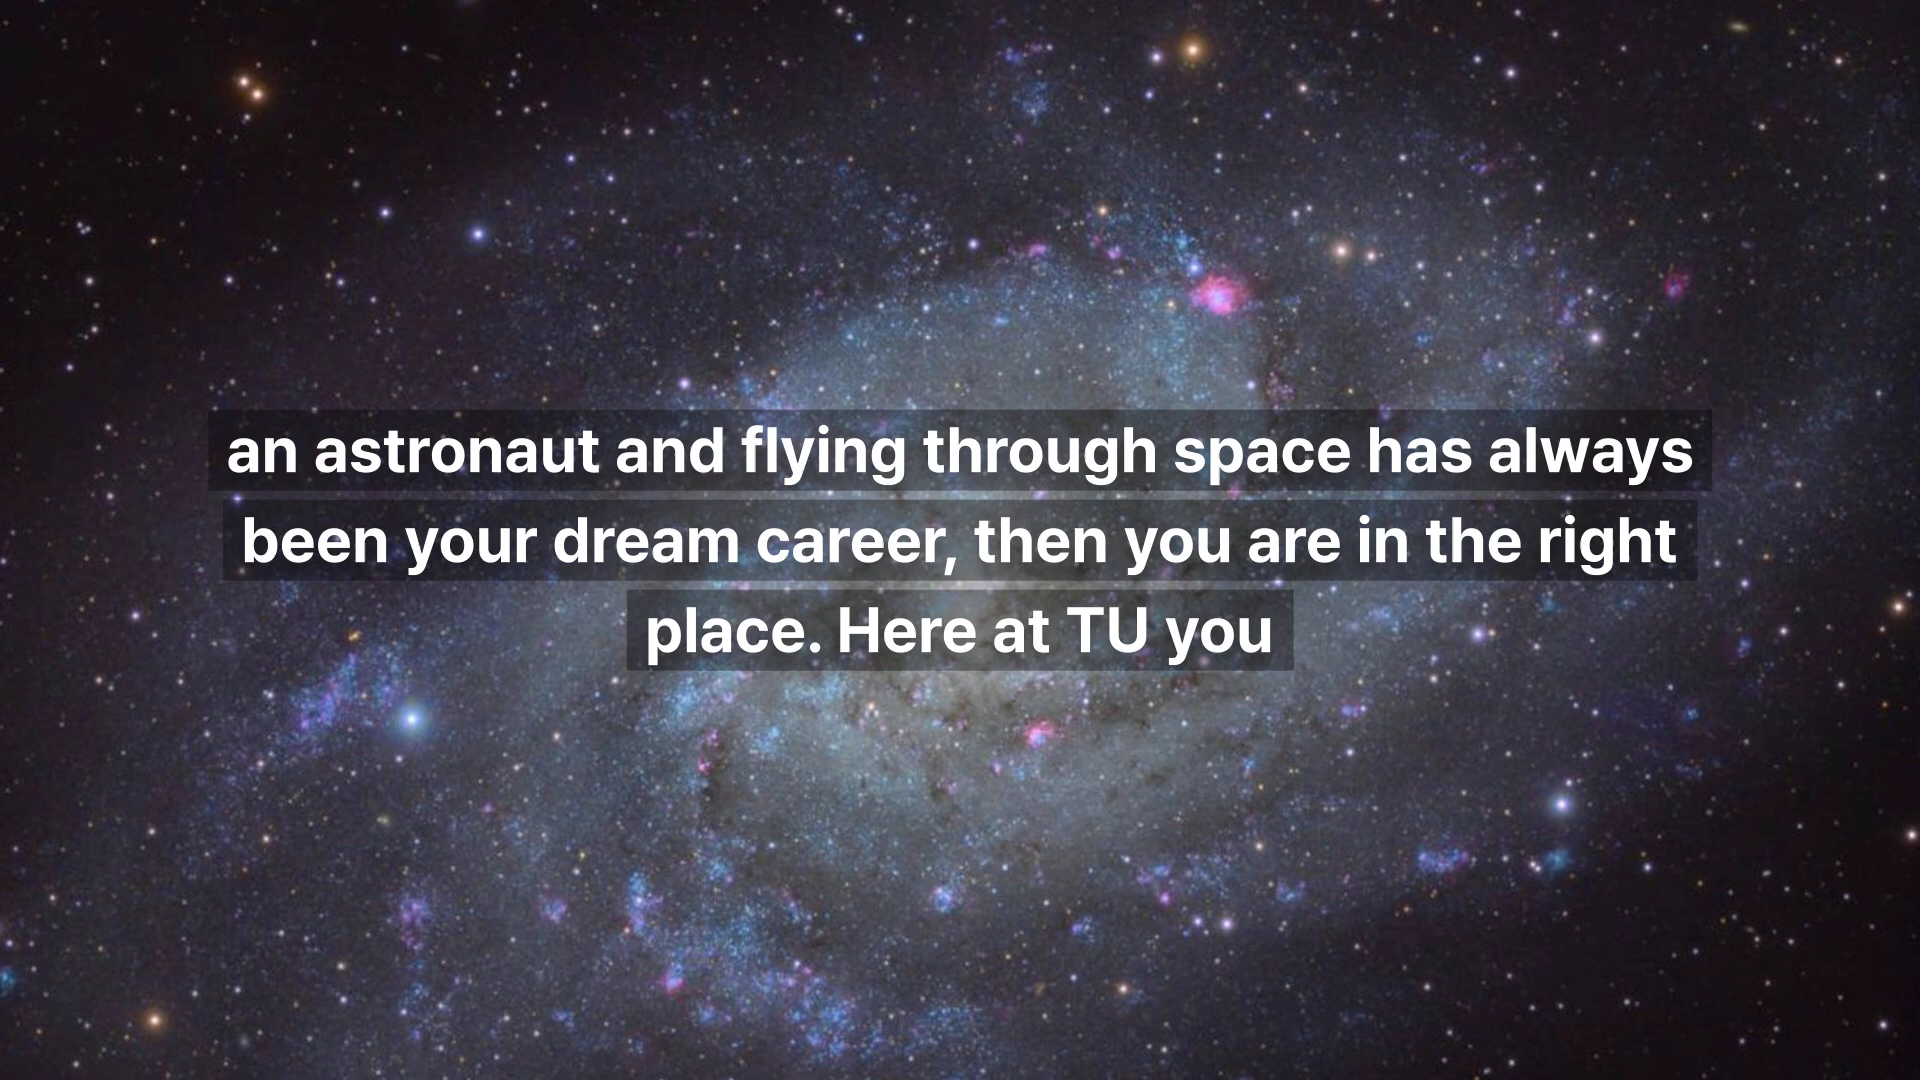 an astronaut and flying through space has always
been your dream career, then you are in the right
place. Here at TU you